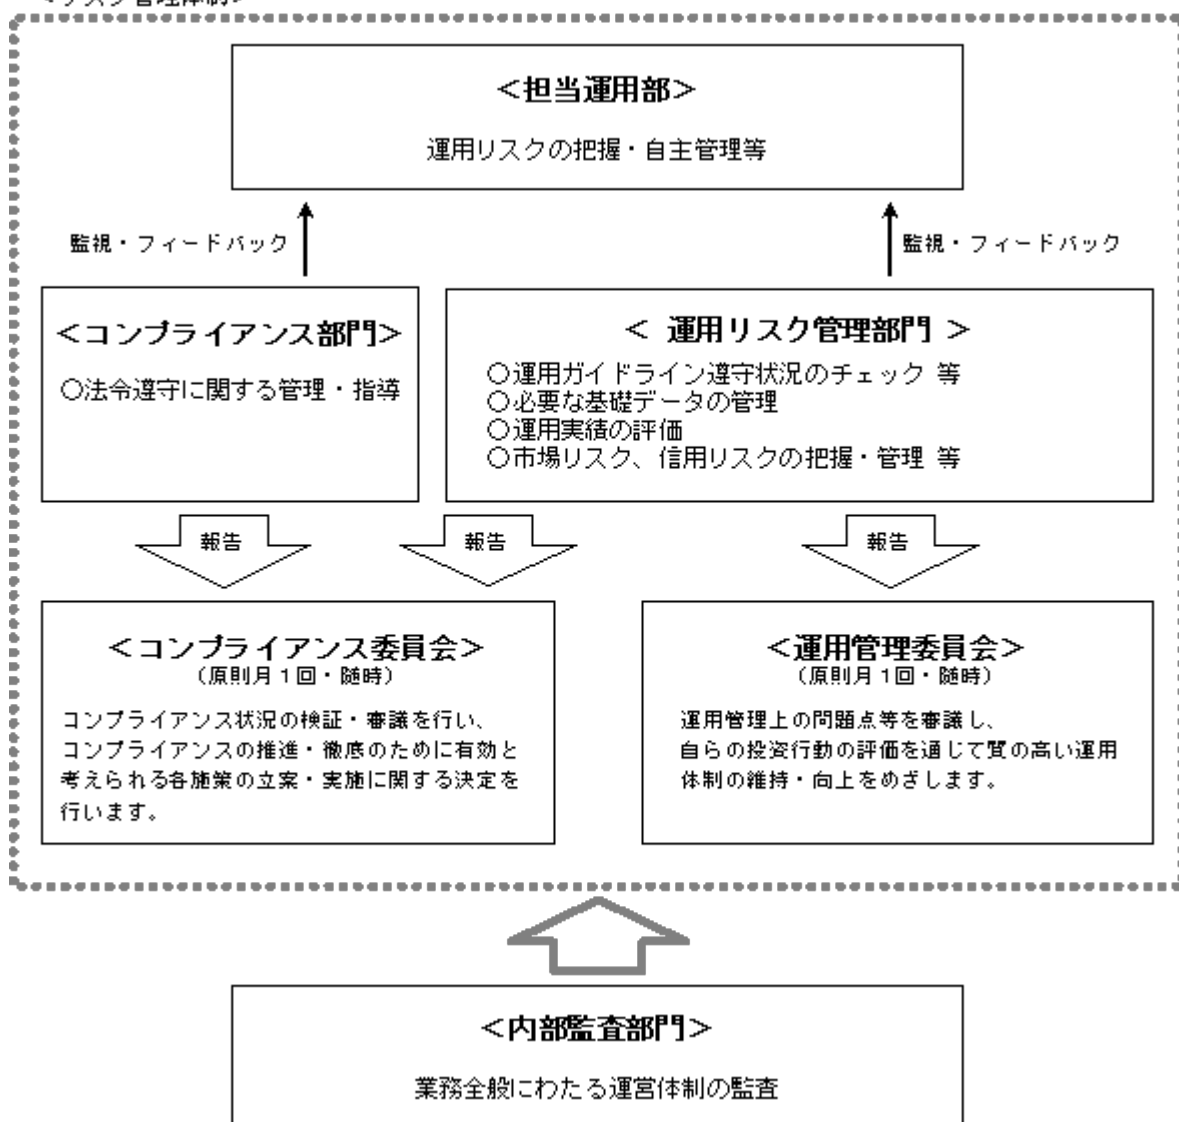 ＜リスク管理体制＞
＜担当運用部＞
運用リスクの把握・自主管理等
監視・フィードバック
監視・フィードバック
＜コンプライアンス部門＞
○法令遵守に関する管理・指導
＜ 運用リスク管理部門 ＞
○運用ガイドライン遵守状況のチェック 等
○必要な基礎データの管理
○運用実績の評価
○市場リスク、信用リスクの把握・管理 等
報告
報告
報告
＜コンプライアンス委員会＞
（原則月１回・随時）
コンプライアンス状況の検証・審議を行い、
コンプライアンスの推進・徹底のために有効と
考えられる各施策の立案・実施に関する決定を
行います。
＜運用管理委員会＞
（原則月１回・随時）
運用管理上の問題点等を審議し、
自らの投資行動の評価を通じて質の高い運用
体制の維持・向上をめざします。
＜内部監査部門＞
業務全般にわたる運営体制の監査